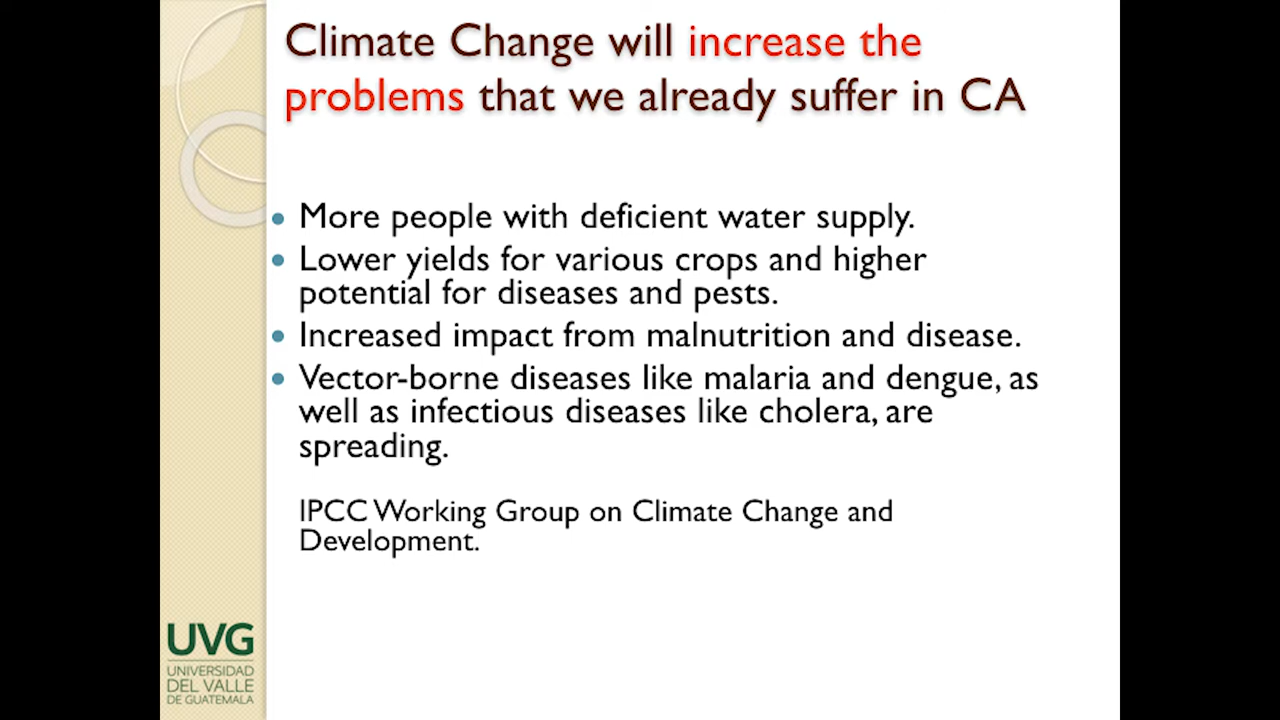 Climate Change will increase the
problems that we already suffer in CA
More people with deficient water supply.
Lower yields for various crops and higher
potential for diseases and pests.
Increased impact from malnutrition and disease.
Vector-borne diseases like malaria and dengue, as
well as infectious diseases like cholera, are
spreading.
IPCC Working Group on Climate Change and
Development.
UVG
UNIVERSIDAD
DEL VALLE
DE GUATEMALA